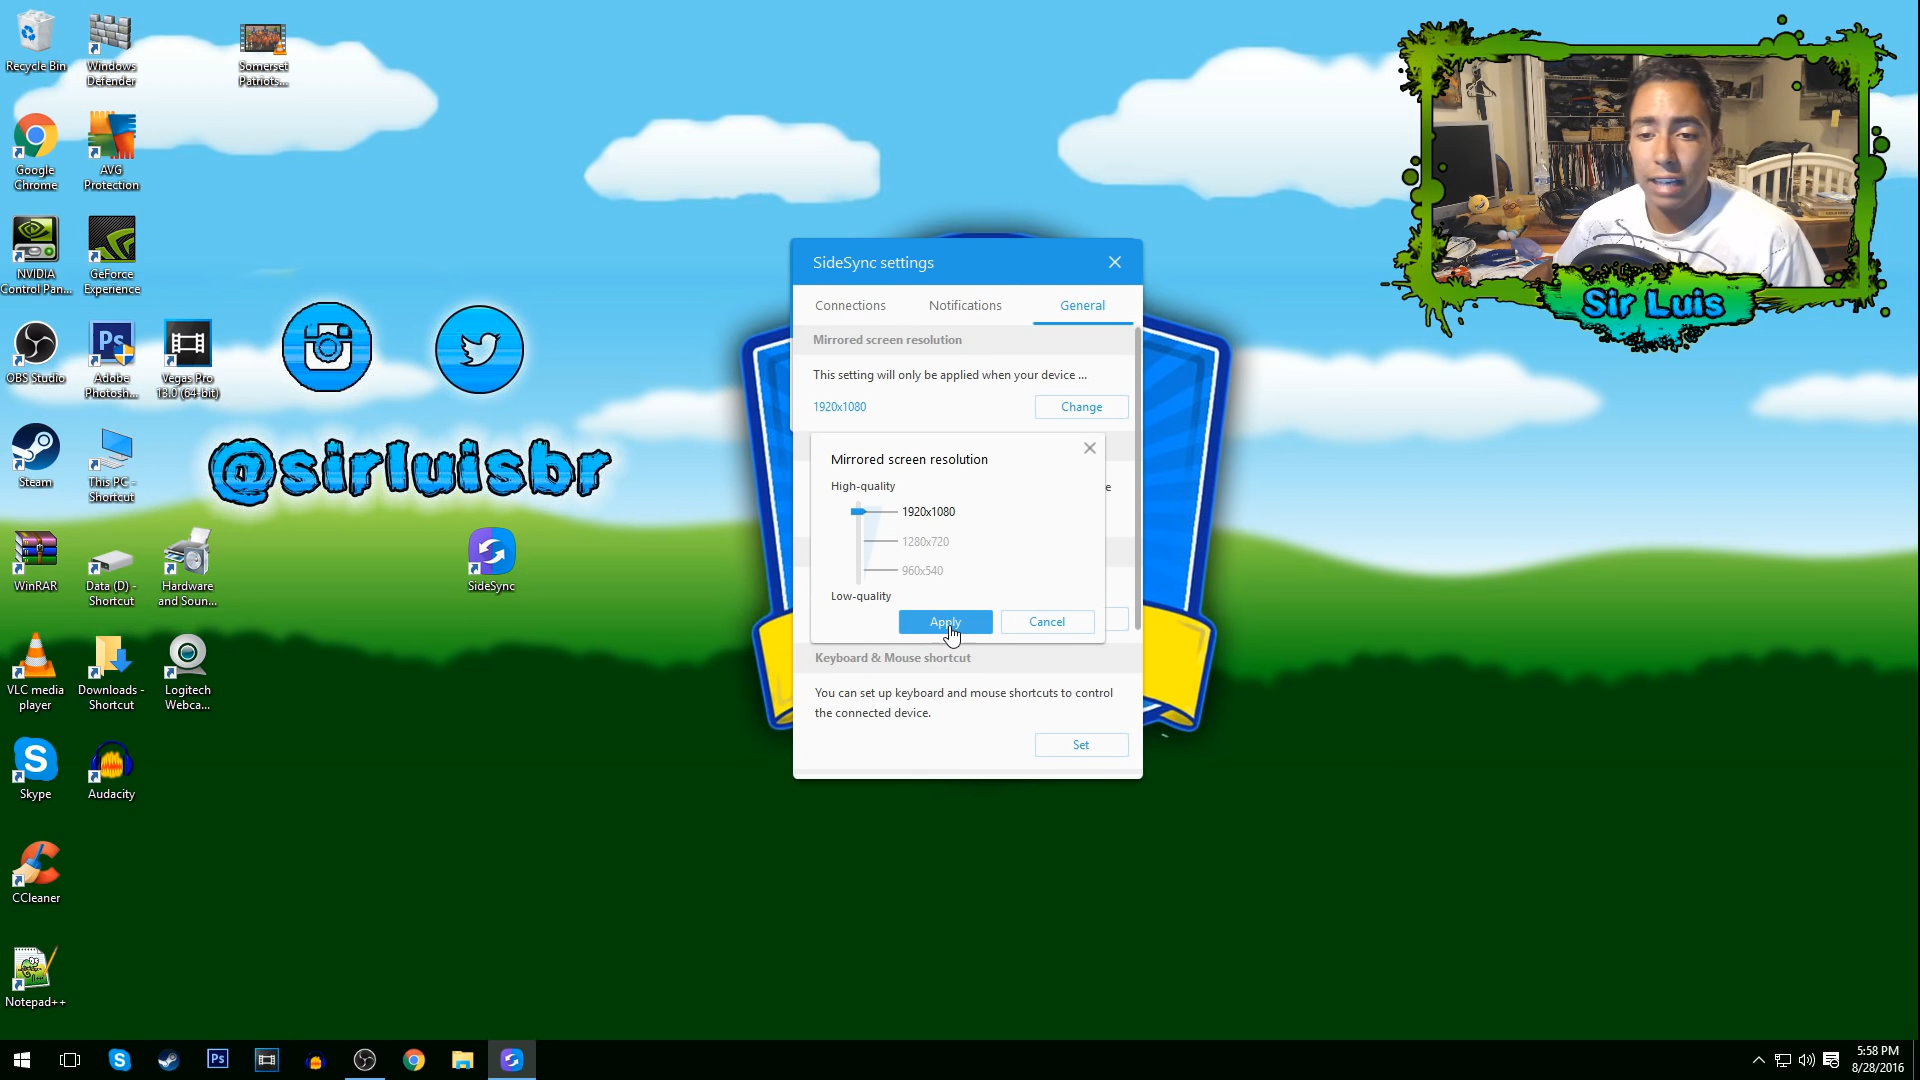 Recycle Bin
Windows
Defender
Somerset
Patriots...
Google
Chrome
AVG
Protection
NVIDIA
Control Pan...
GeForce
Experience
OBS Studio
Adobe
Photosh...
Vegas Pro
13.0 (64-bit)
Steam
This PC -
Shortcut
WinRAR
Data (D) -
Shortcut
Hardware
and Soun...
SideSync
VLC media
player
Downloads -
Shortcut
Logitech
Webca...
Skype
Audacity
CCleaner
Notepad++
@sirluisbr
Sir Luis
SideSync settings
Connections
Notifications
General
Mirrored screen resolution
This setting will only be applied when your device ...
1920x1080
Change
Mirrored screen resolution
High-quality
1920x1080
1280x720
960x540
Low-quality
Apply
Cancel
e
Keyboard & Mouse shortcut
You can set up keyboard and mouse shortcuts to control
the connected device.
Set
Ps
5:58 PM
8/28/2016